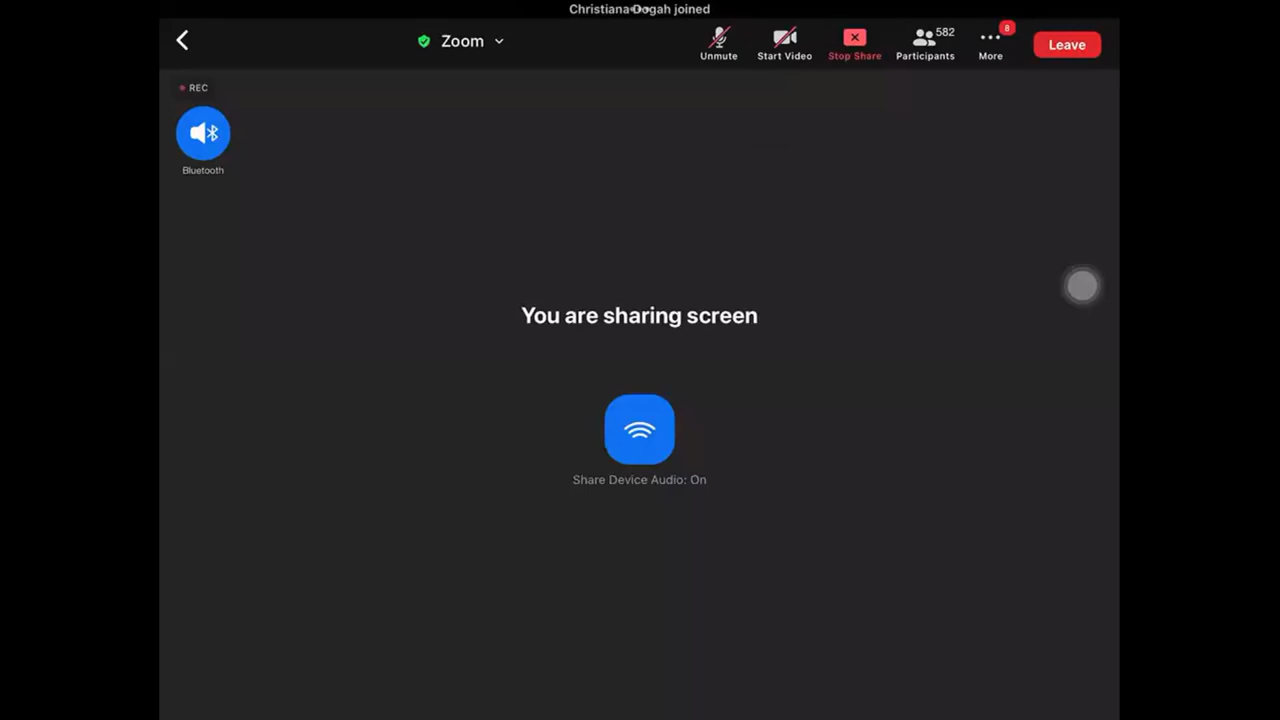 Christiana Dogah joined
Zoom
Unmute
Start Video
Stop Share
582
Participants
8
More
Leave
REC
Bluetooth
You are sharing screen
Share Device Audio: On